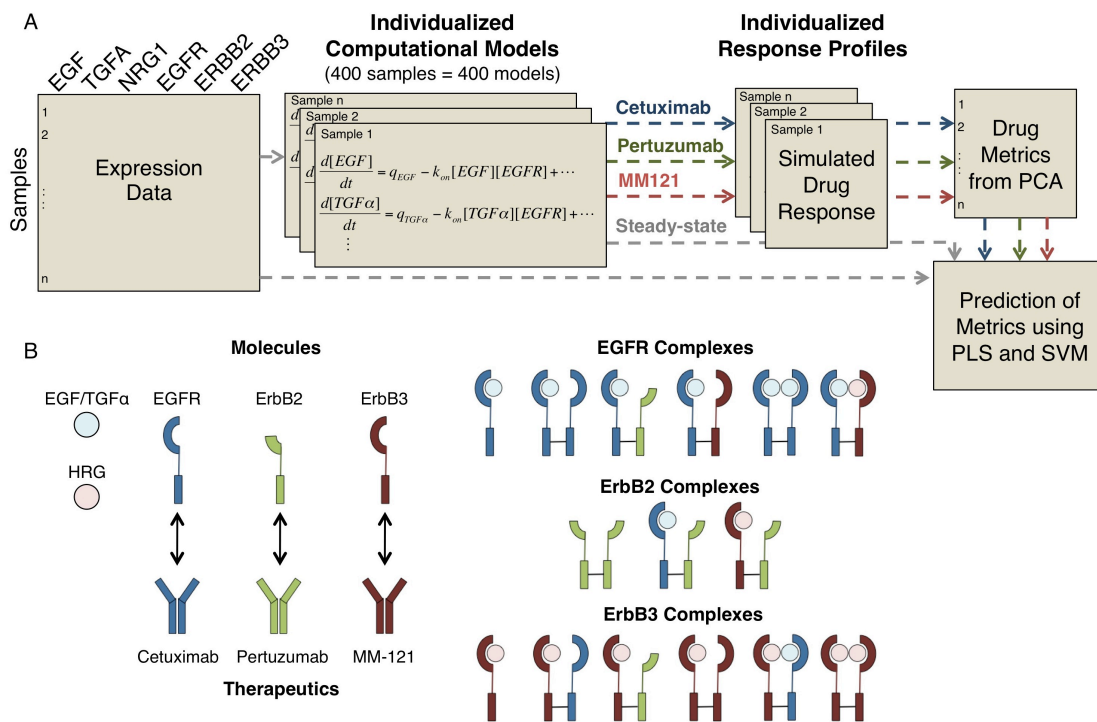 A
EGF
TGFA
NRG1
EGFR
ERBB2
ERBB3
Individualized
Computational Models
(400 samples = 400 models)
Individualized
Response Profiles
Samples
1
2
:
:
n
Expression
Data
Sample n
d
d
Sample 2
d
d
Sample 1
d[EGF]/dt = q_EGF − k_on[EGF][EGFR] + ⋯
d[TGFα]/dt = q_TGFα − k_on[TGFα][EGFR] + ⋯
⋮
Cetuximab
Pertuzumab
MM121
Steady-state
Sample n
Sample 2
Sample 1
Simulated
Drug
Response
1
2
:
:
n
Drug
Metrics
from PCA
Prediction of
Metrics using
PLS and SVM
B
Molecules
EGF/TGFα
EGFR
ErbB2
ErbB3
HRG
Cetuximab
Pertuzumab
MM-121
Therapeutics
EGFR Complexes
ErbB2 Complexes
ErbB3 Complexes